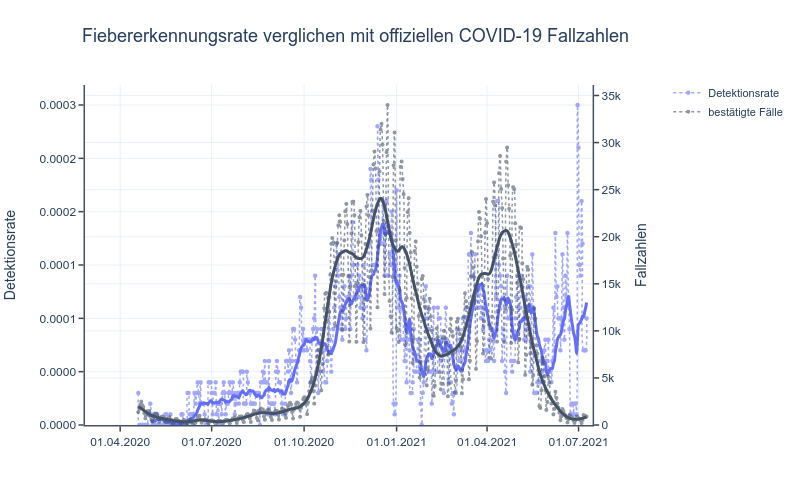 Fiebererkennungsrate verglichen mit offiziellen COVID-19 Fallzahlen
Detektionsrate
bestätigte Fälle
0.0003
0.0002
0.0002
0.0001
0.0001
0.0000
0.0000
Detektionsrate
35k
30k
25k
20k
15k
10k
5k
0
Fallzahlen
01.04.2020 01.07.2020 01.10.2020 01.01.2021 01.04.2021 01.07.2021